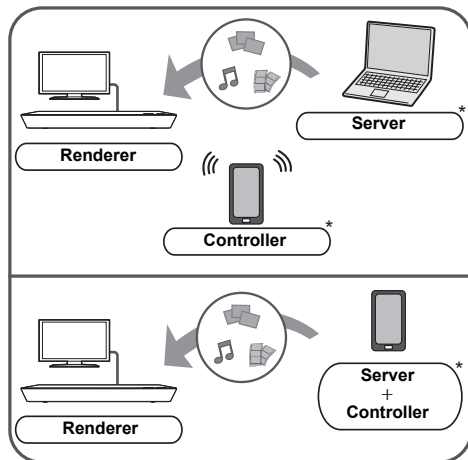 Server
*
Renderer
Controller
*
Renderer
Server
+
Controller
*